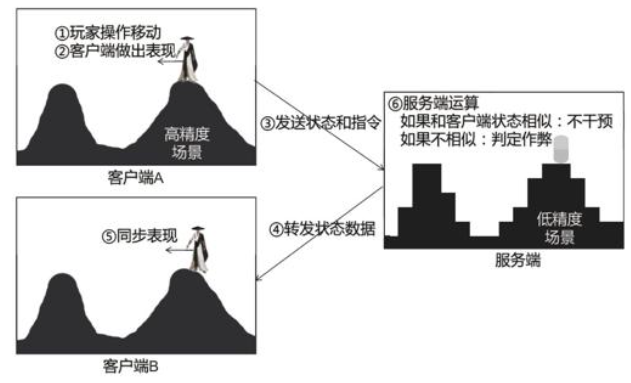 ①玩家操作移动
②客户端做出表现
高精度
场景
客户端A
③发送状态和指令
⑥服务端运算
如果和客户端状态相似：不干预
如果不相似：判定作弊
低精度
场景
服务端
④转发状态数据
⑤同步表现
客户端B